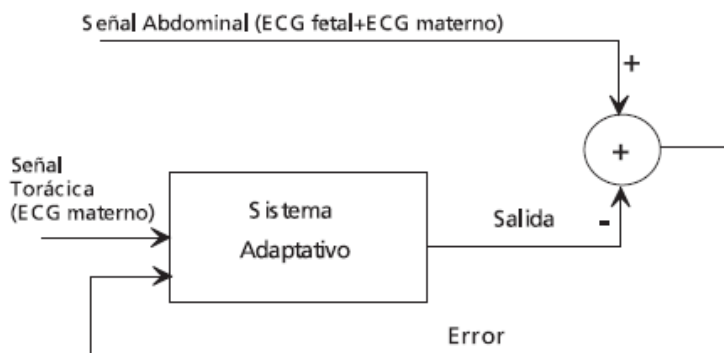 Señal Abdominal (ECG fetal+ECG materno)
+
+
Señal
Torácica
(ECG materno)
Sistema
Adaptativo
Salida
-
Error